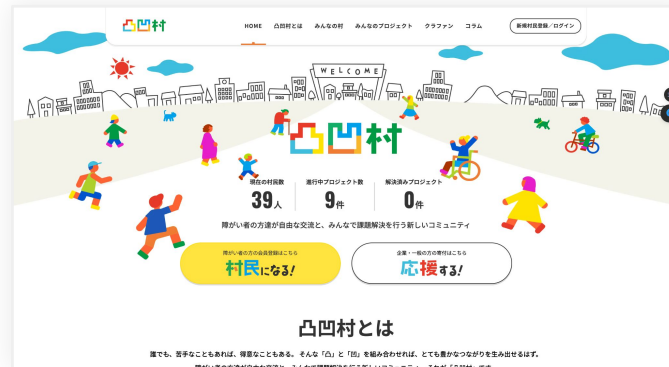 凸凹村
HOME 凸凹村とは みんなの村 みんなのプロジェクト クラファン コラム 新規村民登録／ログイン
WELCOME
凸凹村
現在の村民数 進行中プロジェクト数 解決済みプロジェクト
39人 9件 0件
障がい者の方達が自由な交流と、みんなで課題解決を行う新しいコミュニティ
障がい者の方の会員登録はこちら 企業・一般の方の寄付はこちら
村民になる! 応援する!
凸凹村とは
誰でも、苦手なこともあれば、得意なこともある。そんな「凸」と「凹」を組み合わせれば、とても豊かなつながりを生み出せるはず。